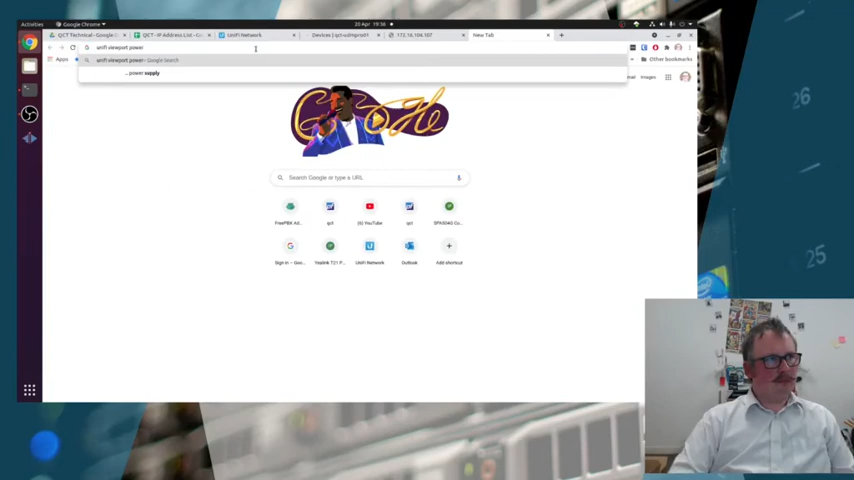 Activities
Google Chrome
20 Apr 19:36
QCT Technical - Google
QCT - IP Address List - Go
UniFi Network
Devices | qct-udmpro01
172.16.104.107
New Tab
unifi viewport power
Apps
unifi viewport power - Google Search
Other bookmarks
... power supply
Images
Search Google or type a URL
FreePBX Ad...
qct
(6) YouTube
qct
SPA504G Co...
Sign in – Goo...
Yealink T21 P...
UniFi Network
Outlook
Add shortcut
26
25